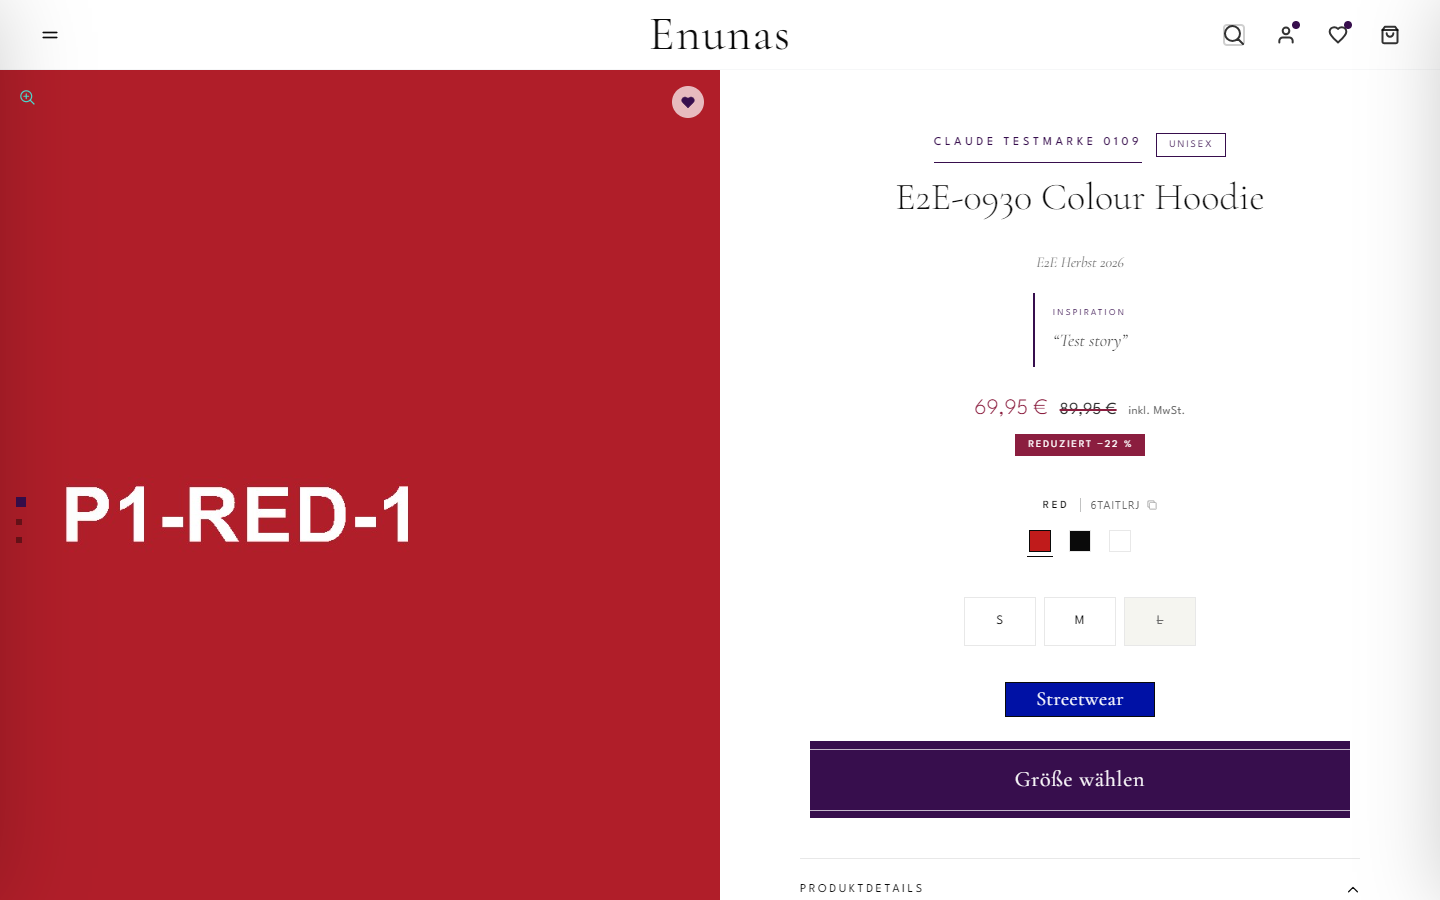 Enunas
CLAUDE TESTMARKE 0109 UNISEX
E2E-0930 Colour Hoodie
E2E Herbst 2026
INSPIRATION
“Test story”
69,95 € 89,95 € inkl. MwSt.
REDUZIERT −22 %
P1-RED-1
RED 6TAITLRJ
S M L
Streetwear
Größe wählen
PRODUKTDETAILS